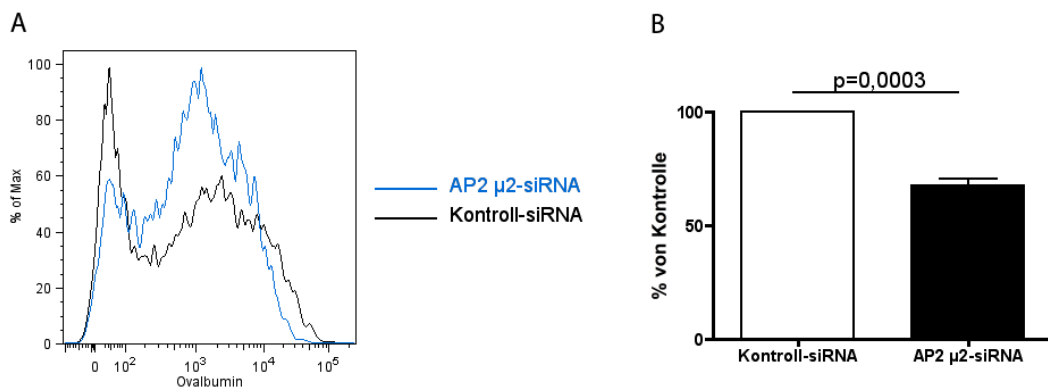 A
B
% of Max
100
80
60
40
20
0
0 10² 10³ 10⁴ 10⁵
Ovalbumin
AP2 µ2-siRNA
Kontroll-siRNA
p=0,0003
% von Kontrolle
100
50
0
Kontroll-siRNA AP2 µ2-siRNA